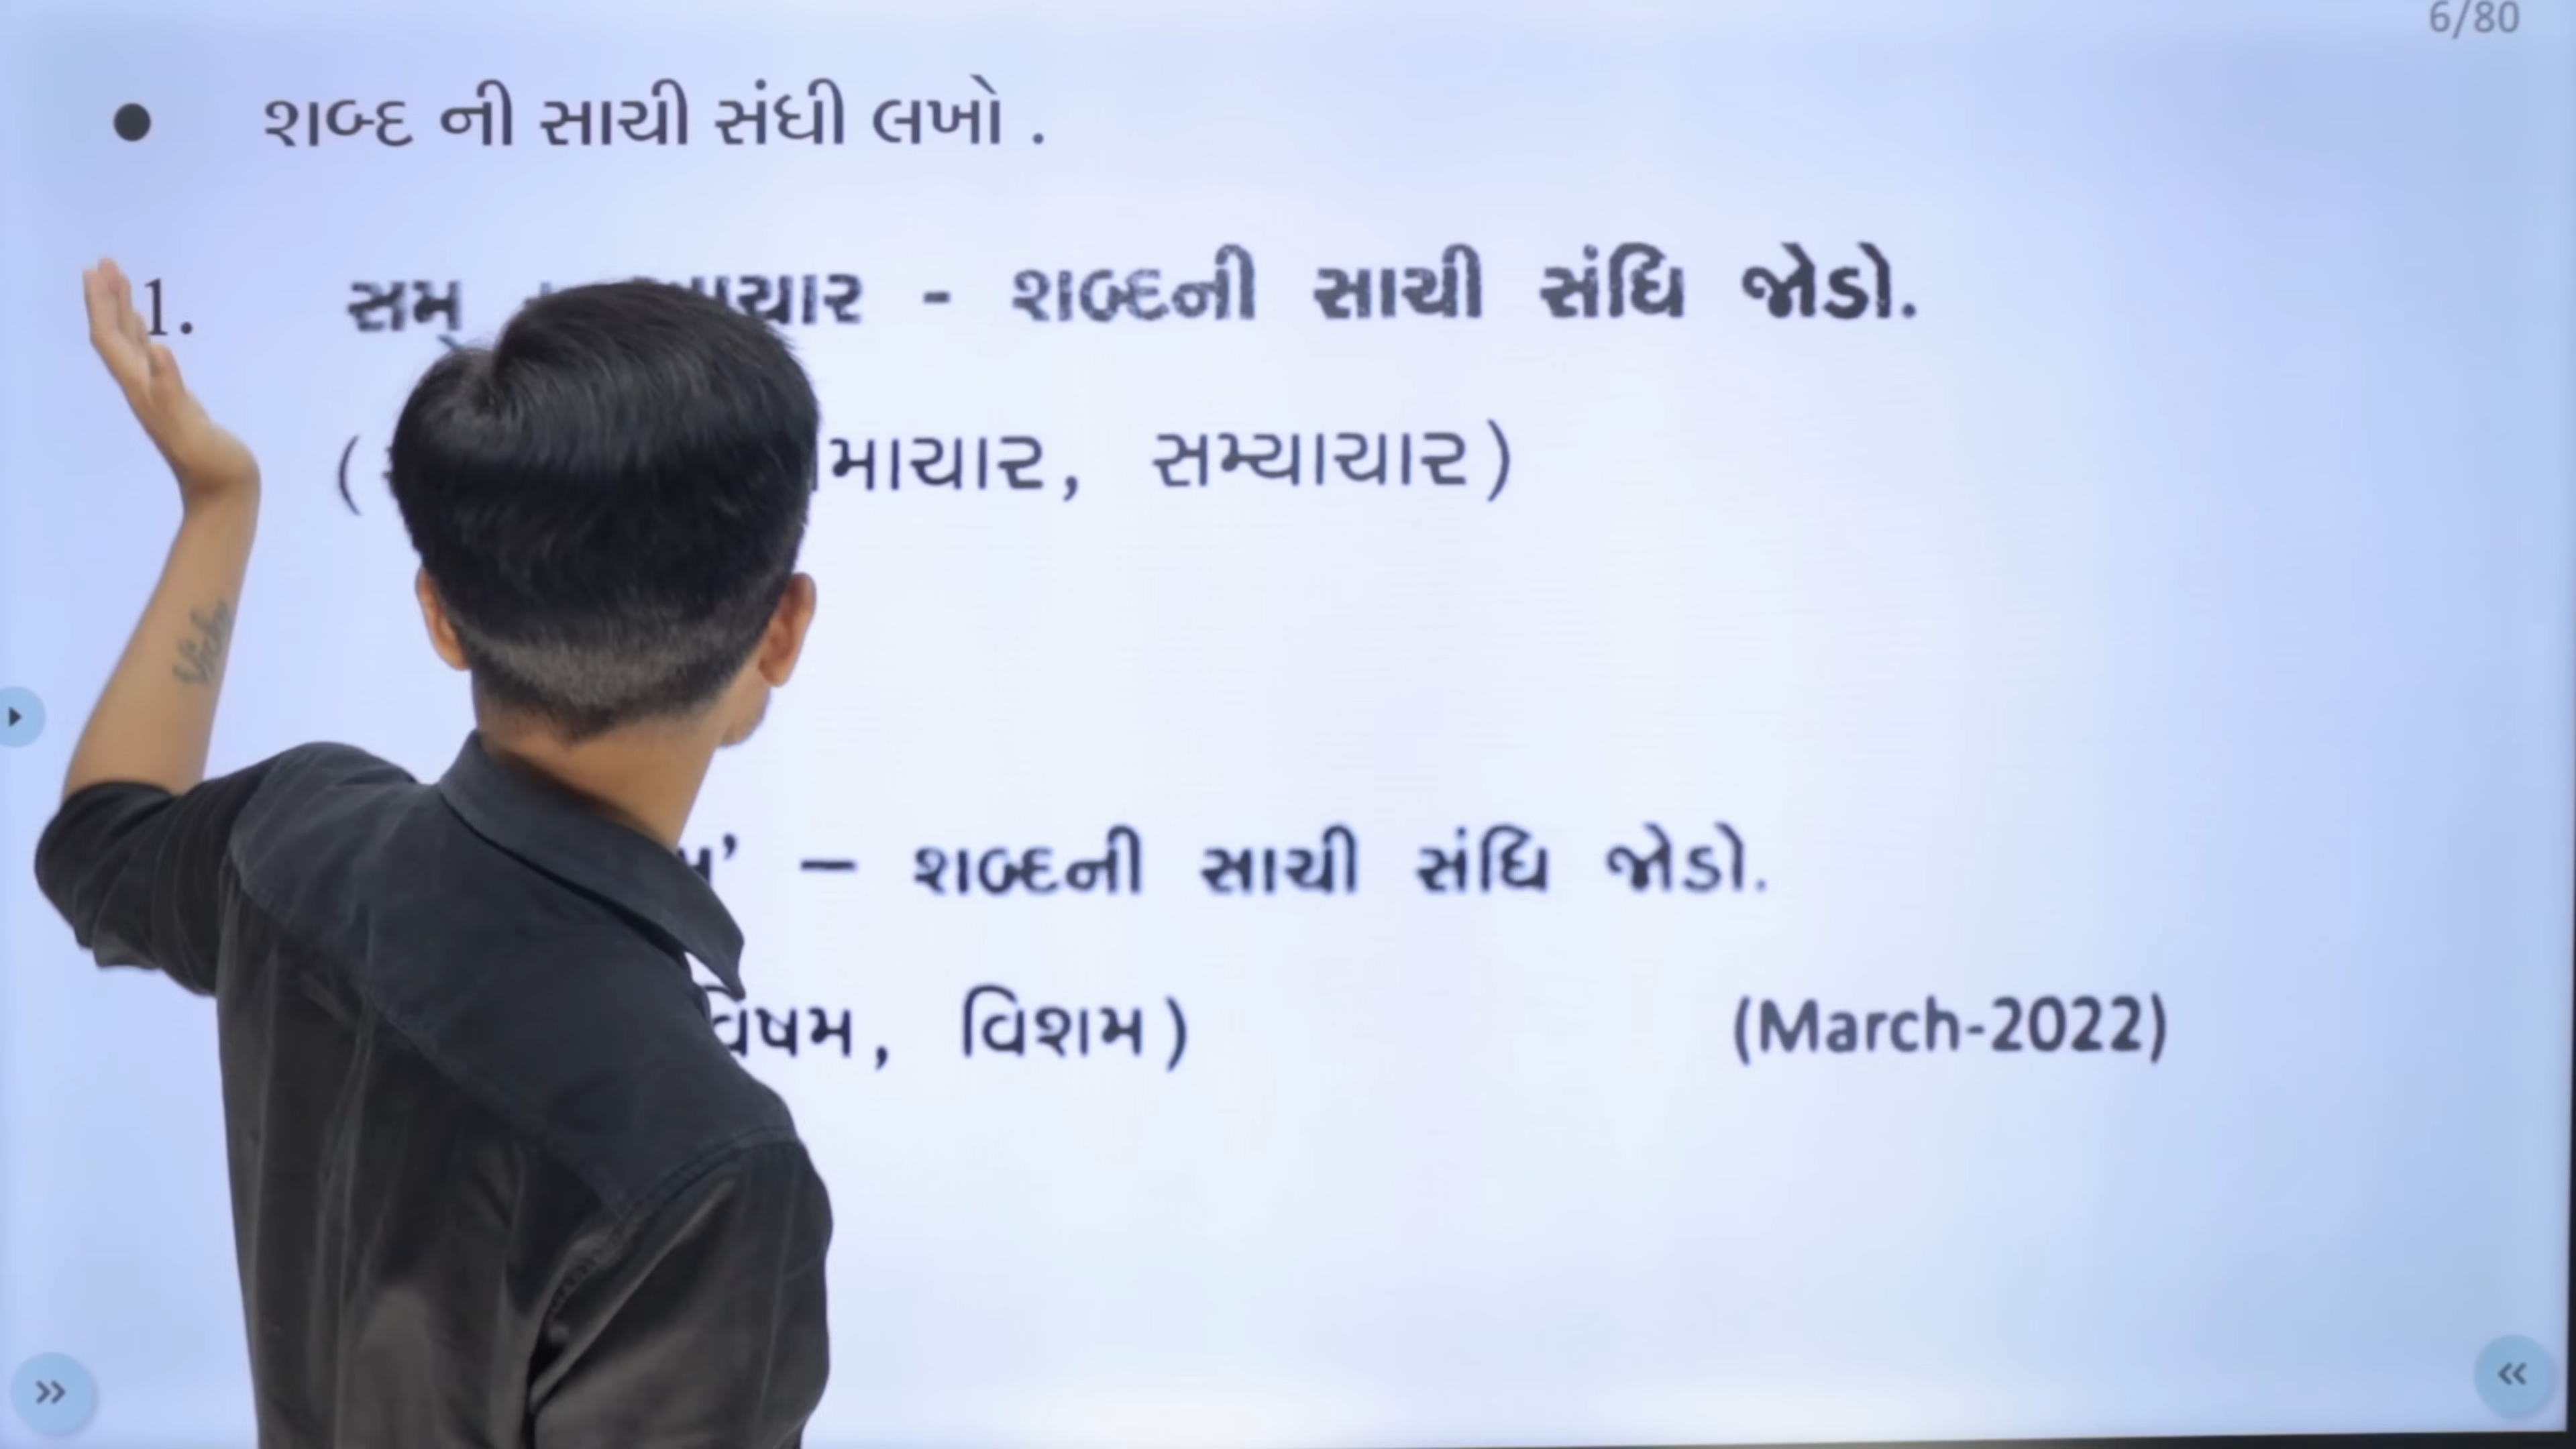 6/80
• શબ્દ ની સાચી સંધી લખો .
1. સમ્ - શબ્દની સાચી સંધિ જોડો.
( સમ્યાચાર)
– શબ્દની સાચી સંધિ જોડો.
વિષમ, વિશમ) (March-2022)